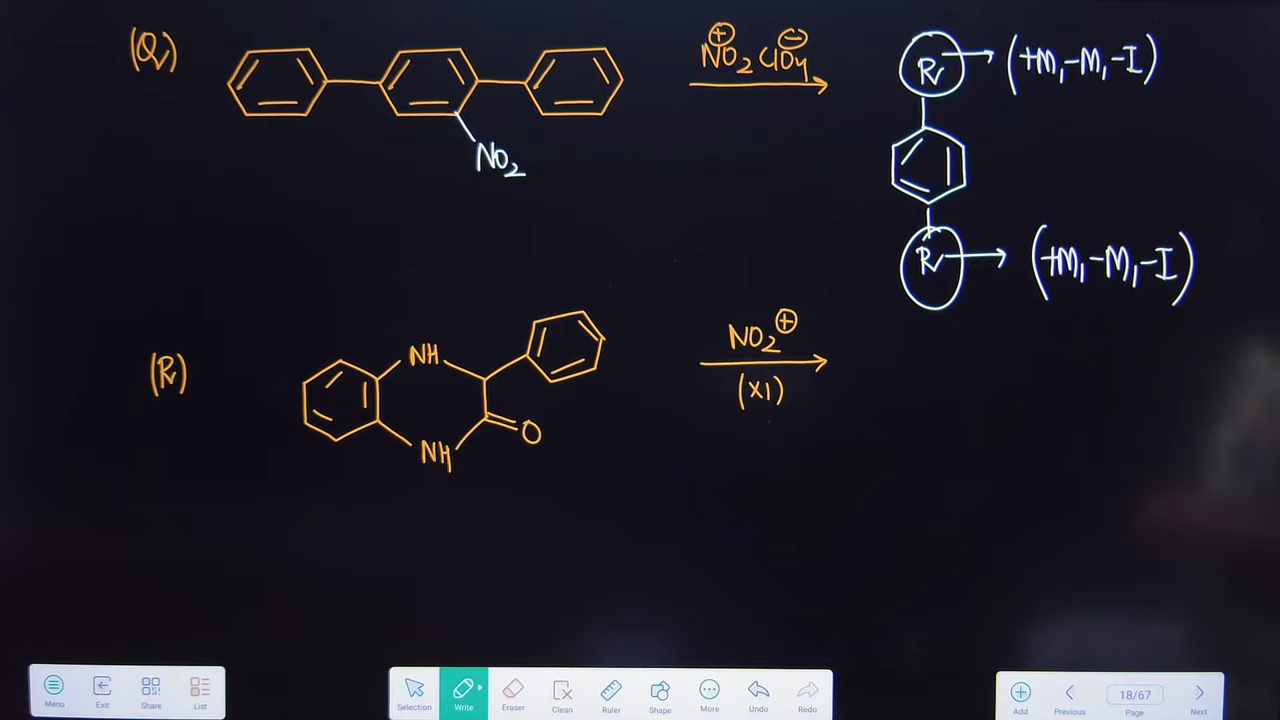 (Q)
NO2
⊕NO2 ClO4⊖
R → (+M, -M, -I)
R → (+M, -M, -I)
(R)
NH
NH
O
NO2⊕
(x1)
Menu
Exit
Share
List
Selection
Write
Eraser
Clean
Ruler
Shape
More
Undo
Redo
Add
Previous
18/67
Page
Next